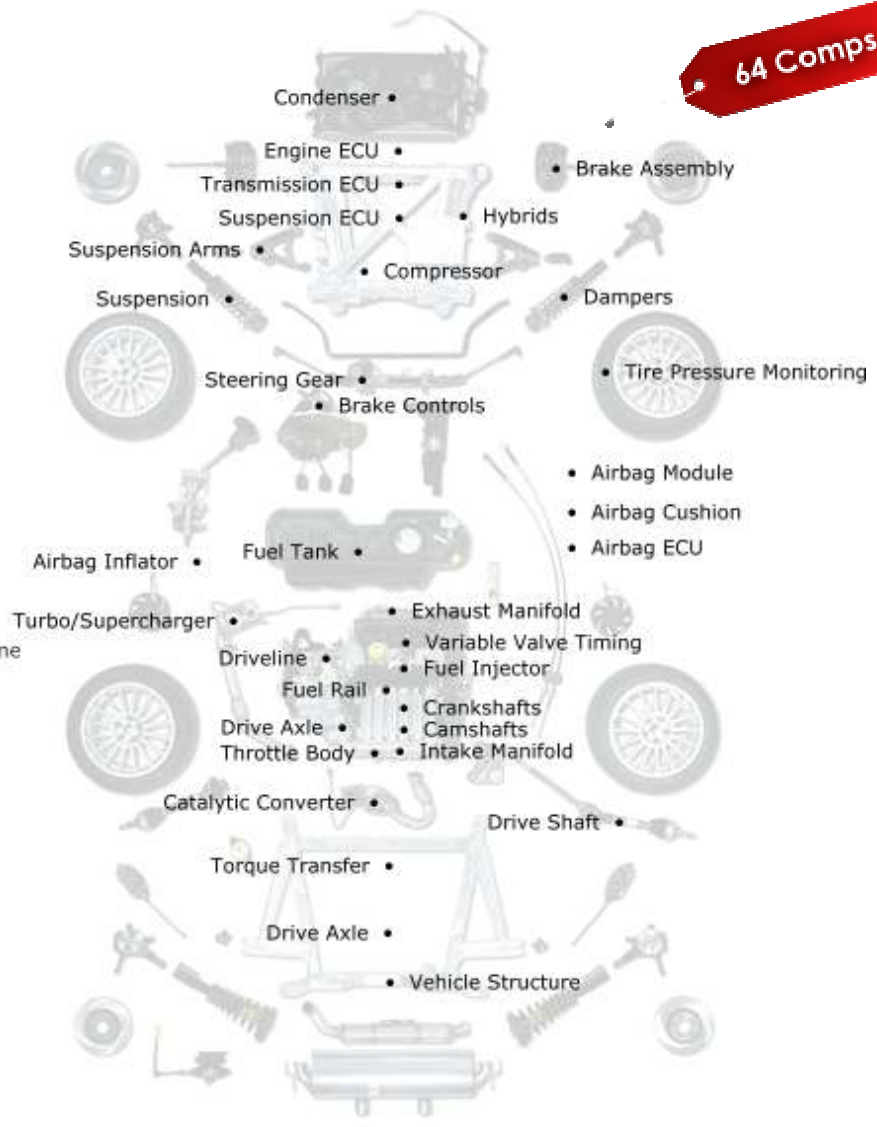 64 Comps
Condenser
Engine ECU
Brake Assembly
Transmission ECU
Suspension ECU
Hybrids
Suspension Arms
Compressor
Suspension
Dampers
Steering Gear
Tire Pressure Monitoring
Brake Controls
Airbag Module
Airbag Cushion
Airbag ECU
Fuel Tank
Airbag Inflator
Exhaust Manifold
Turbo/Supercharger
Variable Valve Timing
ne
Driveline
Fuel Injector
Fuel Rail
Crankshafts
Drive Axle
Camshafts
Throttle Body
Intake Manifold
Catalytic Converter
Drive Shaft
Torque Transfer
Drive Axle
Vehicle Structure